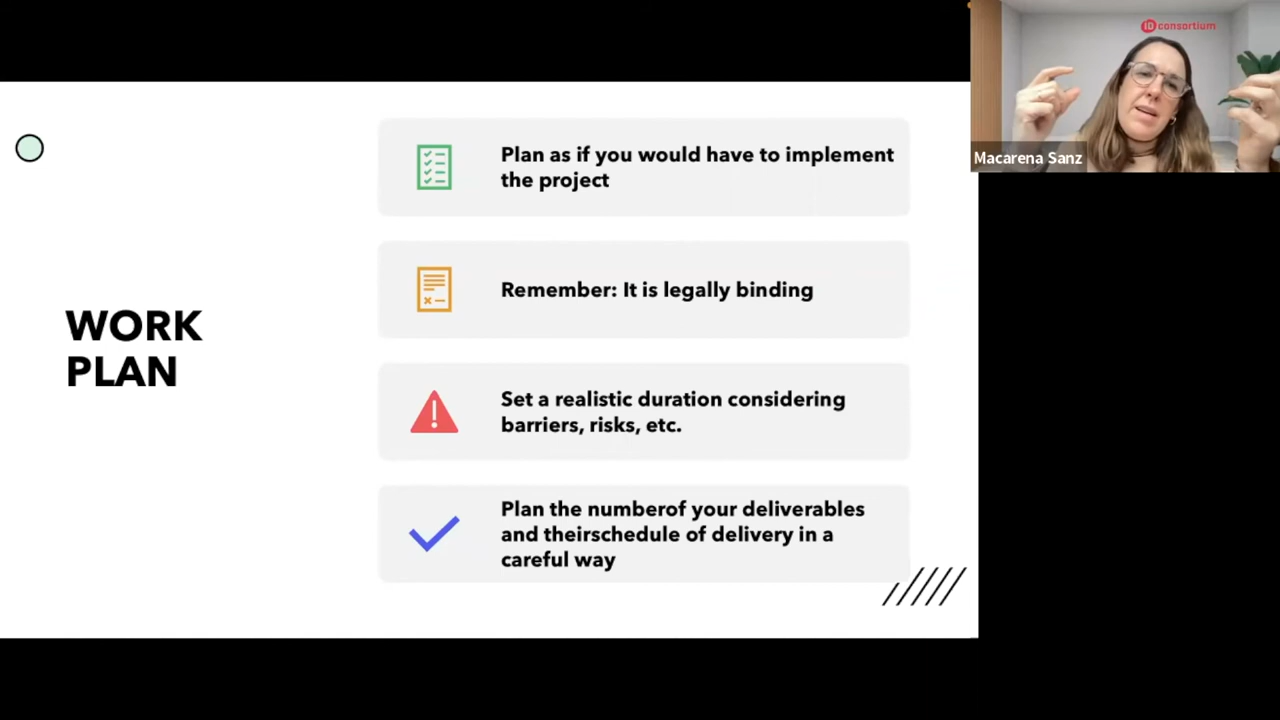 WORK
PLAN
Plan as if you would have to implement
the project
Remember: It is legally binding
Set a realistic duration considering
barriers, risks, etc.
Plan the numberof your deliverables
and theirschedule of delivery in a
careful way
ID consortium
Macarena Sanz